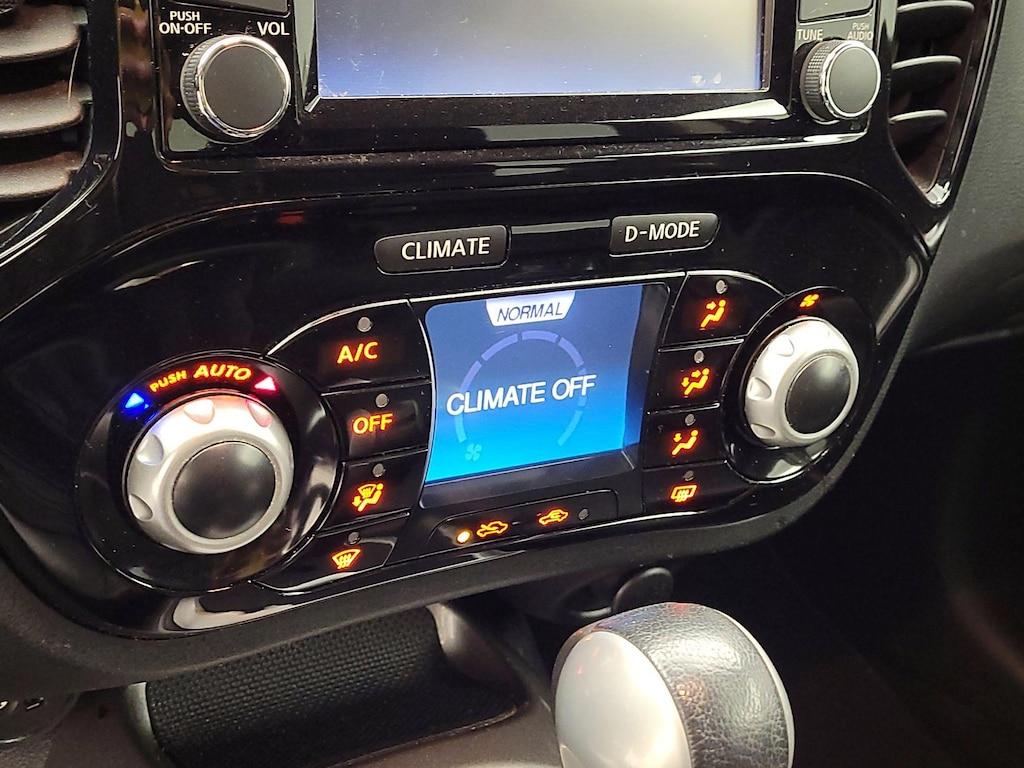 PUSH
ON-OFF
VOL
TUNE
PUSH
AUDIO
CLIMATE
D-MODE
NORMAL
A/C
PUSH AUTO
CLIMATE OFF
OFF